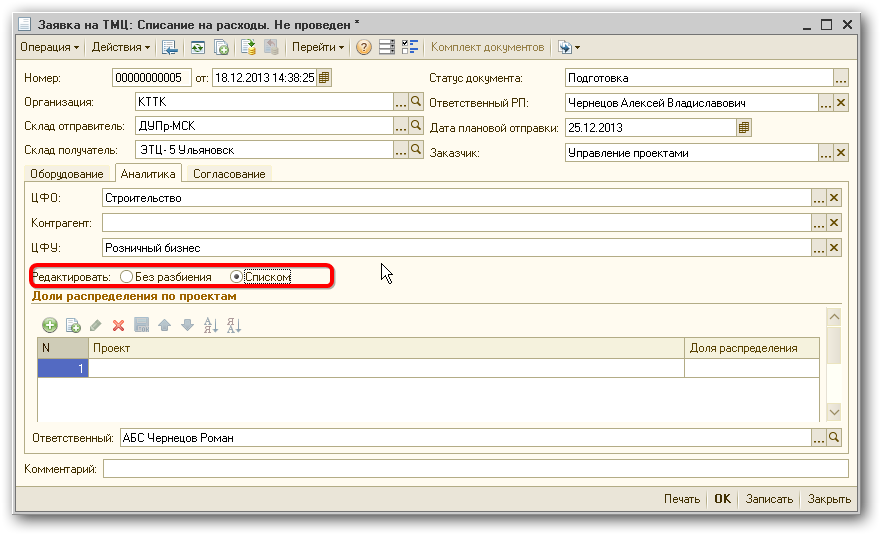 Заявка на ТМЦ: Списание на расходы. Не проведен *
Операция Действия Перейти Комплект документов
Номер: 00000000005 от: 18.12.2013 14:38:25 Статус документа: Подготовка
Организация: КТТК Ответственный РП: Чернецов Алексей Владиславович
Склад отправитель: ДУПр-МСК Дата плановой отправки: 25.12.2013
Склад получатель: ЭТЦ- 5 Ульяновск Заказчик: Управление проектами
Оборудование Аналитика Согласование
ЦФО: Строительство
Контрагент:
ЦФУ: Розничный бизнес
Редактировать: Без разбиения Списком
Доли распределения по проектам
N Проект Доля распределения
1
Ответственный: АБС Чернецов Роман
Комментарий:
Печать OK Записать Закрыть